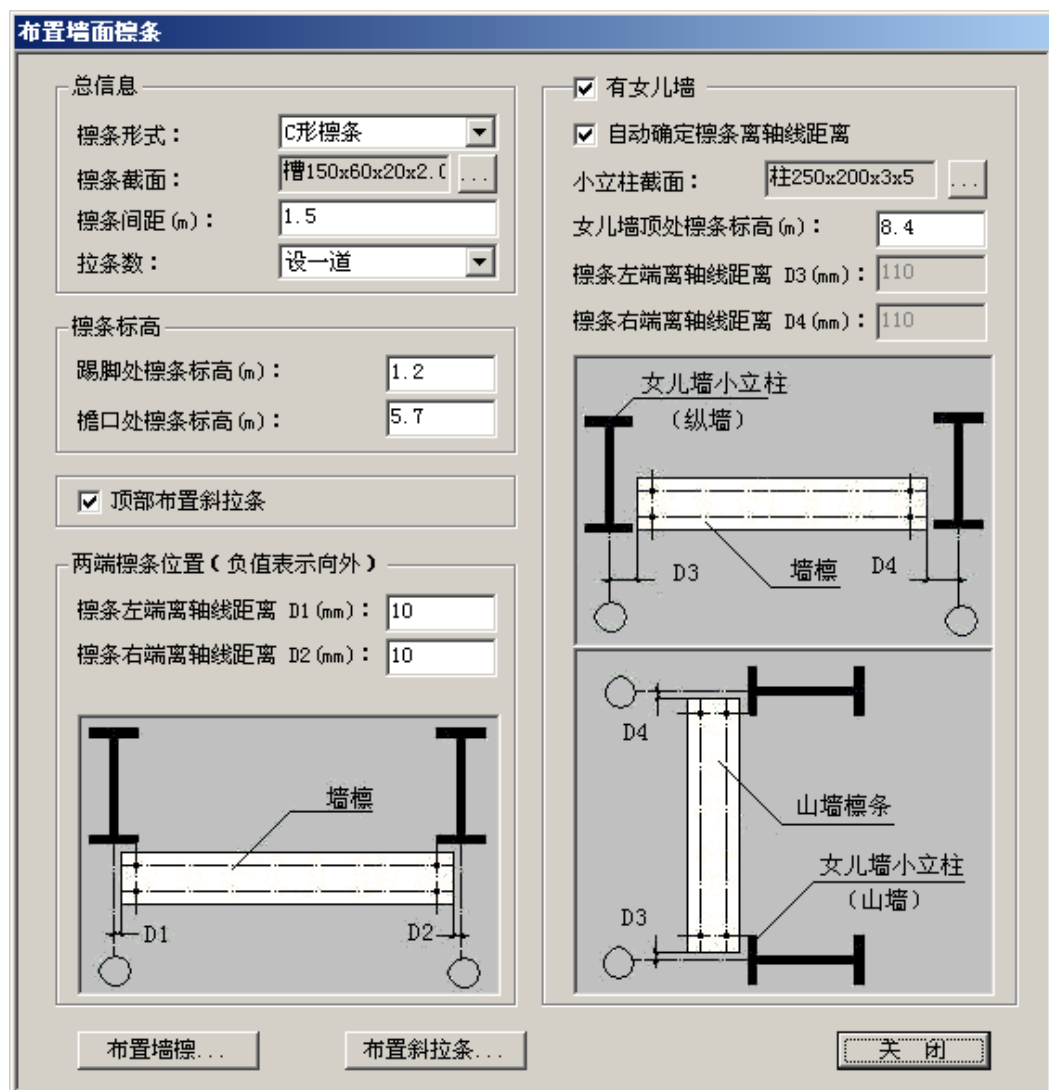 布置墙面檩条
总信息
檩条形式：
C形檩条
檩条截面：
槽150x60x20x2.0
...
檩条间距(m)：
1.5
拉条数：
设一道
檩条标高
踢脚处檩条标高(m)：
1.2
檐口处檩条标高(m)：
5.7
顶部布置斜拉条
两端檩条位置(负值表示向外)
檩条左端离轴线距离 D1(mm)：
10
檩条右端离轴线距离 D2(mm)：
10
墙檩
D1
D2
有女儿墙
自动确定檩条离轴线距离
小立柱截面：
柱250x200x3x5
...
女儿墙顶处檩条标高(m)：
8.4
檩条左端离轴线距离 D3(mm)：
110
檩条右端离轴线距离 D4(mm)：
110
女儿墙小立柱
（纵墙）
D3
墙檩
D4
D4
山墙檩条
女儿墙小立柱
（山墙）
D3
布置墙檩...
布置斜拉条...
关 闭